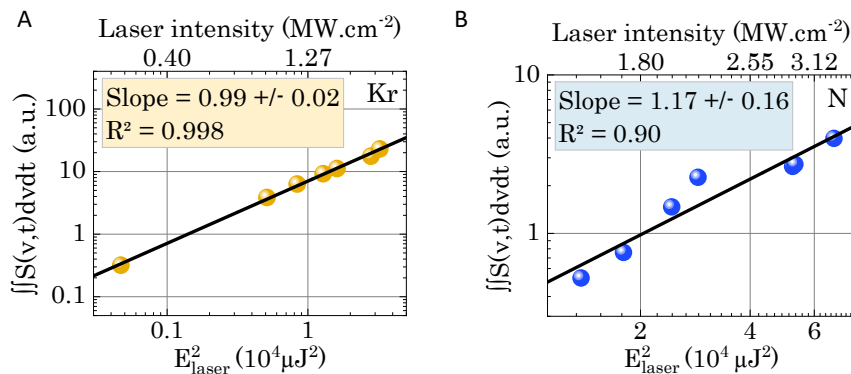 A
Laser intensity (MW.cm-2)
0.40 1.27
Slope = 0.99 +/- 0.02
R² = 0.998
Kr
100
10
1
0.1
∫∫S(ν,t)dνdt (a.u.)
0.1 1
E²laser (10⁴μJ²)
B
Laser intensity (MW.cm-2)
1.80 2.55 3.12
Slope = 1.17 +/- 0.16
R² = 0.90
N
10
1
∫∫S(ν,t)dνdt (a.u.)
2 4 6
E²laser (10⁴ μJ²)